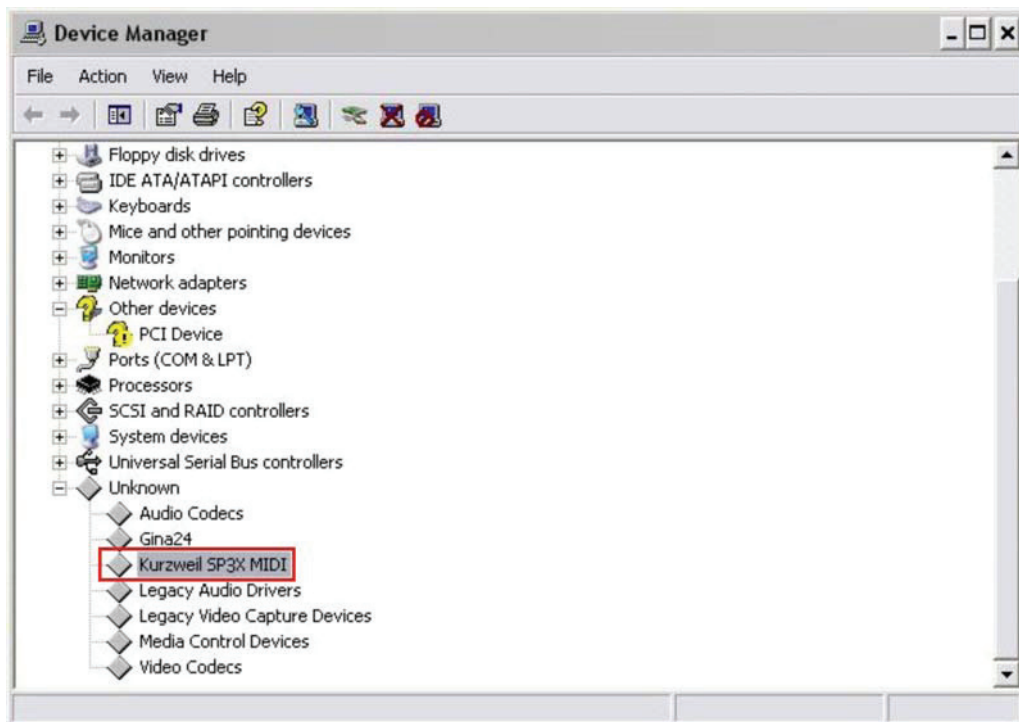 Device Manager
File Action View Help
Floppy disk drives
IDE ATA/ATAPI controllers
Keyboards
Mice and other pointing devices
Monitors
Network adapters
Other devices
PCI Device
Ports (COM & LPT)
Processors
SCSI and RAID controllers
System devices
Universal Serial Bus controllers
Unknown
Audio Codecs
Gina24
Kurzweil SP3X MIDI
Legacy Audio Drivers
Legacy Video Capture Devices
Media Control Devices
Video Codecs